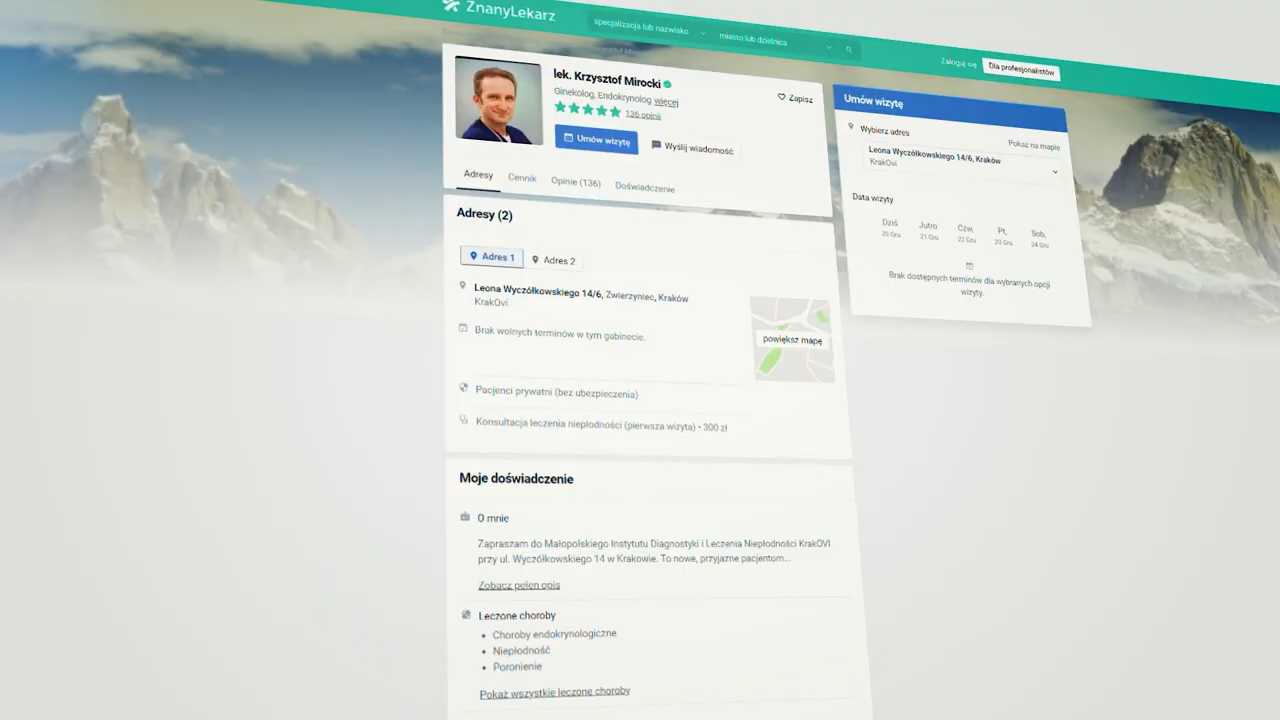 ZnanyLekarz
specjalizacja lub nazwisko
miasto lub dzielnica
Zaloguj się
Dla profesjonalistów
lek. Krzysztof Mirocki
Ginekolog, Endokrynolog więcej
136 opinii
Zapisz
Umów wizytę
Wyślij wiadomość
Adresy
Cennik
Opinie (136)
Doświadczenie
Umów wizytę
Wybierz adres
Pokaż na mapie
Leona Wyczółkowskiego 14/6, Kraków
KrakOvi
Data wizyty
Dziś
Jutro
Czw,
Pt,
Sob,
20 Gru
21 Gru
22 Gru
23 Gru
24 Gru
Brak dostępnych terminów dla wybranych opcji
wizyty.
Adresy (2)
Adres 1
Adres 2
Leona Wyczółkowskiego 14/6, Zwierzyniec, Kraków
KrakOvi
Brak wolnych terminów w tym gabinecie.
powiększ mapę
Pacjenci prywatni (bez ubezpieczenia)
Konsultacja leczenia niepłodności (pierwsza wizyta) • 300 zł
Moje doświadczenie
O mnie
Zapraszam do Małopolskiego Instytutu Diagnostyki i Leczenia Niepłodności KrakOVI
przy ul. Wyczółkowskiego 14 w Krakowie. To nowe, przyjazne pacjentom...
Zobacz pełen opis
Leczone choroby
• Choroby endokrynologiczne
• Niepłodność
• Poronienie
Pokaż wszystkie leczone choroby